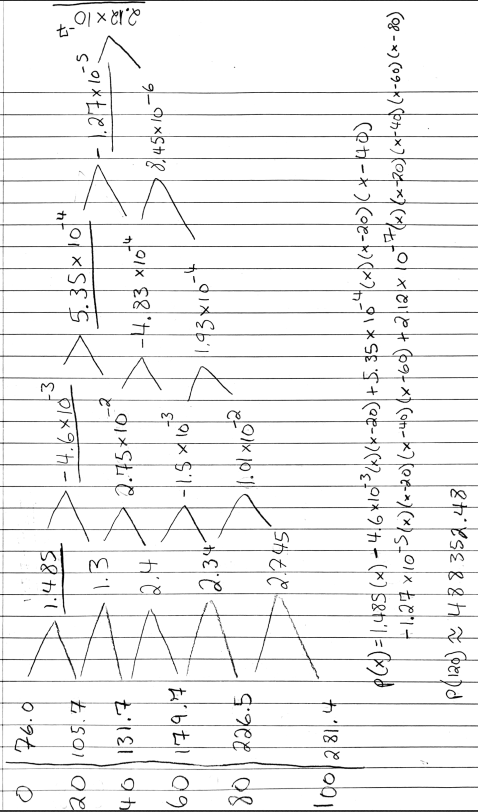 0 76.0
1.485
20 105.7 -4.6×10^-3
1.3 5.35×10^-4
40 131.7 2.75×10^-2 -1.27×10^-5
2.4 -4.83×10^-4 2.12×10^-7
60 179.7 -1.5×10^-3 8.45×10^-6
2.34 1.93×10^-4
80 226.5 1.01×10^-2
2.745
100 281.4
p(x)=1.485(x)-4.6×10^-3(x)(x-20)+5.35×10^-4(x)(x-20)(x-40)
-1.27×10^-5(x)(x-20)(x-40)(x-60)+2.12×10^-7(x)(x-20)(x-40)(x-60)(x-80)
p(120)≈488352.48